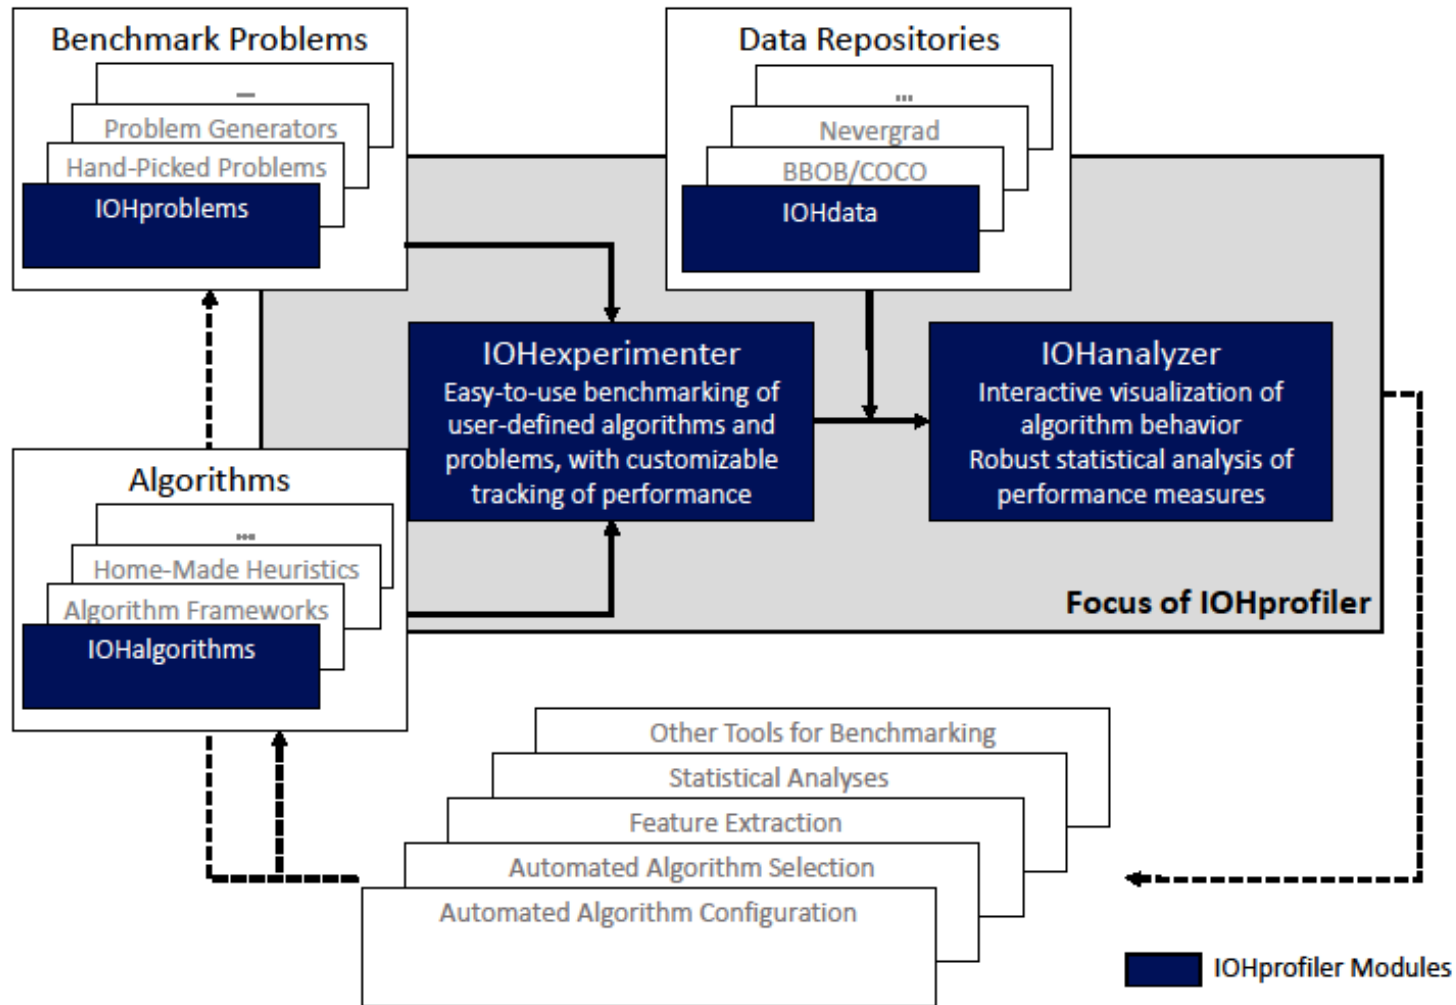 Benchmark Problems
...
Problem Generators
Hand-Picked Problems
IOHproblems
Data Repositories
...
Nevergrad
BBOB/COCO
IOHdata
IOHexperimenter
Easy-to-use benchmarking of
user-defined algorithms and
problems, with customizable
tracking of performance
IOHanalyzer
Interactive visualization of
algorithm behavior
Robust statistical analysis of
performance measures
Algorithms
...
Home-Made Heuristics
Algorithm Frameworks
IOHalgorithms
Focus of IOHprofiler
Other Tools for Benchmarking
Statistical Analyses
Feature Extraction
Automated Algorithm Selection
Automated Algorithm Configuration
IOHprofiler Modules